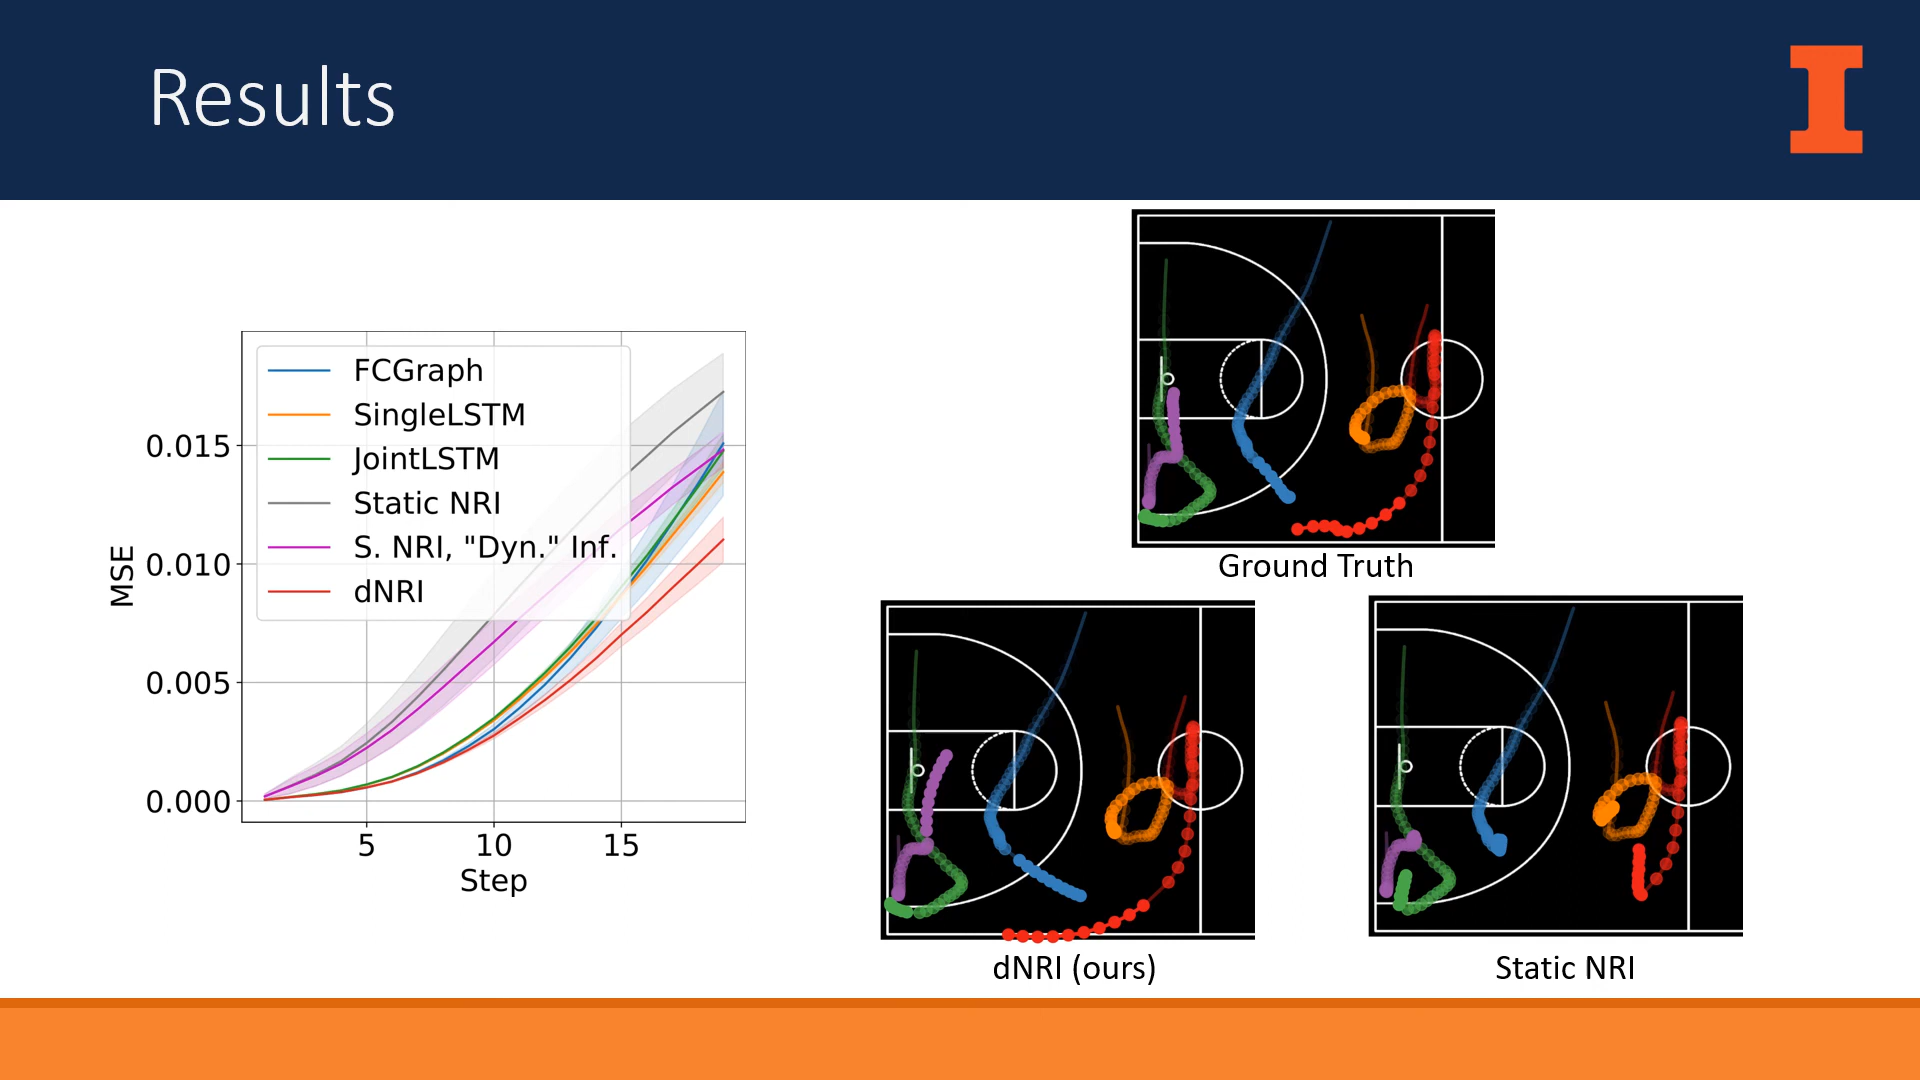 Results
FCGraph
SingleLSTM
JointLSTM
Static NRI
S. NRI, "Dyn." Inf.
dNRI
MSE
0.015
0.010
0.005
0.000
5 10 15
Step
Ground Truth
dNRI (ours)
Static NRI